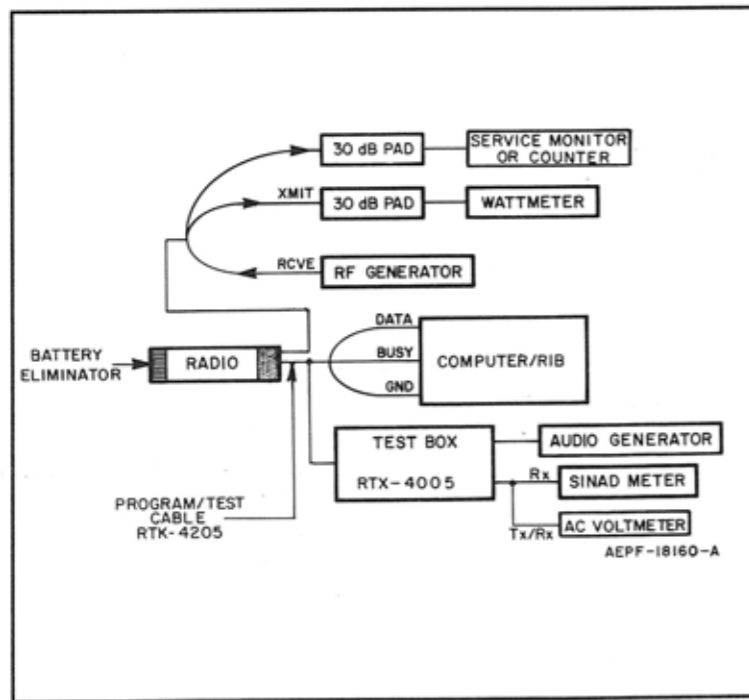 30 dB PAD
SERVICE MONITOR
OR COUNTER
XMIT
30 dB PAD
WATTMETER
RCVE
RF GENERATOR
DATA
BATTERY
ELIMINATOR
RADIO
BUSY
COMPUTER/RIB
GND
TEST BOX
RTX-4005
AUDIO GENERATOR
Rx
SINAD METER
PROGRAM/TEST
CABLE
RTK-4205
Tx/Rx
AC VOLTMETER
AEPF-18160-A